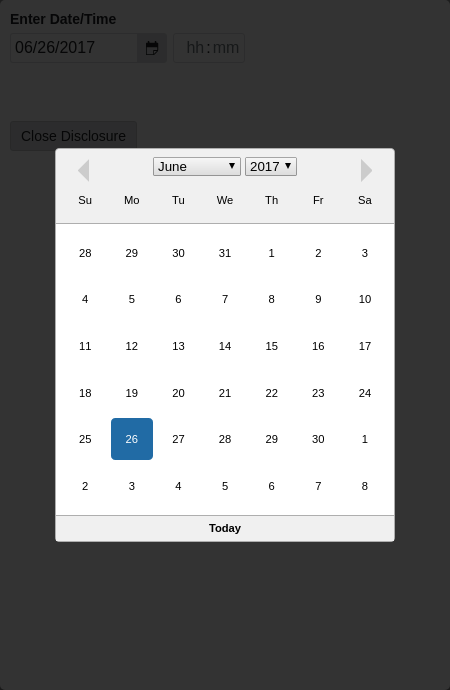 Enter Date/Time
06/26/2017 hh:mm
Close Disclosure
June 2017
Su Mo Tu We Th Fr Sa
28 29 30 31 1 2 3
4 5 6 7 8 9 10
11 12 13 14 15 16 17
18 19 20 21 22 23 24
25 26 27 28 29 30 1
2 3 4 5 6 7 8
Today